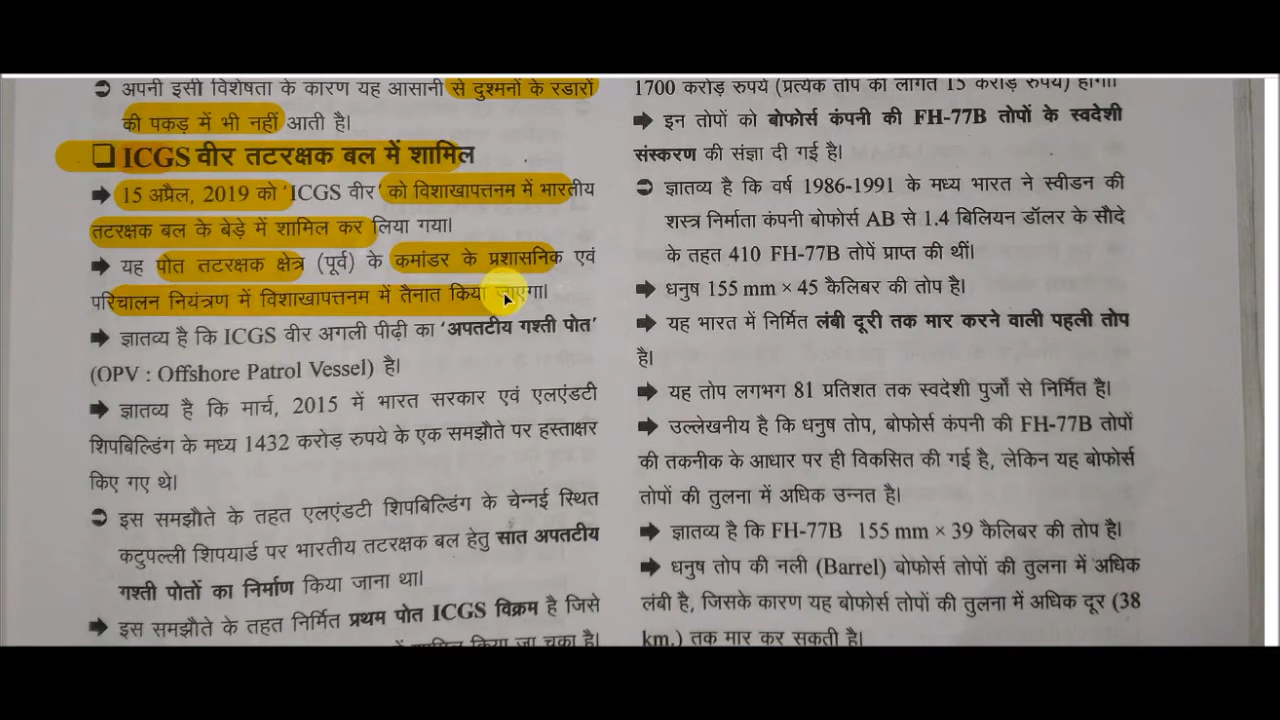 अपनी इसी विशेषता के कारण यह आसानी से दुश्मनों के रडारों
की पकड़ में भी नहीं आती है।
❑ ICGS वीर तटरक्षक बल में शामिल
➡ 15 अप्रैल, 2019 को 'ICGS वीर' को विशाखापत्तनम में भारतीय
तटरक्षक बल के बेड़े में शामिल कर लिया गया।
➡ यह पोत तटरक्षक क्षेत्र (पूर्व) के कमांडर के प्रशासनिक एवं
परिचालन नियंत्रण में विशाखापत्तनम में तैनात किया जाएगा।
➡ ज्ञातव्य है कि ICGS वीर अगली पीढ़ी का 'अपतटीय गश्ती पोत'
(OPV : Offshore Patrol Vessel) है।
➡ ज्ञातव्य है कि मार्च, 2015 में भारत सरकार एवं एलएंडटी
शिपबिल्डिंग के मध्य 1432 करोड़ रुपये के एक समझौते पर हस्ताक्षर
किए गए थे।
इस समझौते के तहत एलएंडटी शिपबिल्डिंग के चेन्नई स्थित
कटुपल्ली शिपयार्ड पर भारतीय तटरक्षक बल हेतु सात अपतटीय
गश्ती पोतों का निर्माण किया जाना था।
➡ इस समझौते के तहत निर्मित प्रथम पोत ICGS विक्रम है जिसे
में शामिल किया जा चुका है।
1700 करोड़ रुपये (प्रत्येक तोप की लागत 15 करोड़ रुपये) होगी।
➡ इन तोपों को बोफोर्स कंपनी की FH-77B तोपों के स्वदेशी
संस्करण की संज्ञा दी गई है।
ज्ञातव्य है कि वर्ष 1986-1991 के मध्य भारत ने स्वीडन की
शस्त्र निर्माता कंपनी बोफोर्स AB से 1.4 बिलियन डॉलर के सौदे
के तहत 410 FH-77B तोपें प्राप्त की थीं।
➡ धनुष 155 mm × 45 कैलिबर की तोप है।
➡ यह भारत में निर्मित लंबी दूरी तक मार करने वाली पहली तोप
है।
➡ यह तोप लगभग 81 प्रतिशत तक स्वदेशी पुर्जों से निर्मित है।
➡ उल्लेखनीय है कि धनुष तोप, बोफोर्स कंपनी की FH-77B तोपों
की तकनीक के आधार पर ही विकसित की गई है, लेकिन यह बोफोर्स
तोपों की तुलना में अधिक उन्नत है।
➡ ज्ञातव्य है कि FH-77B 155 mm × 39 कैलिबर की तोप है।
➡ धनुष तोप की नली (Barrel) बोफोर्स तोपों की तुलना में अधिक
लंबी है, जिसके कारण यह बोफोर्स तोपों की तुलना में अधिक दूर (38
km.) तक मार कर सकती है।